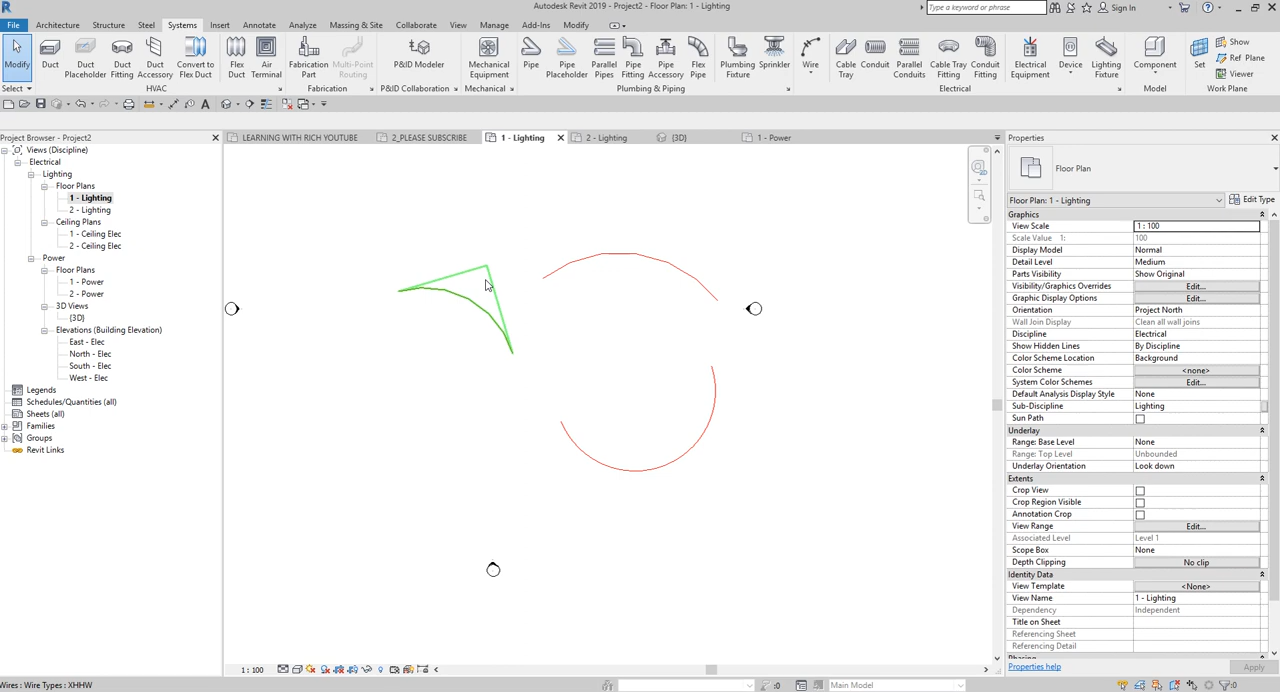 Autodesk Revit 2019 - Project2 - Floor Plan: 1 - Lighting
Type a keyword or phrase
Sign In
File Architecture Structure Steel Systems Insert Annotate Analyze Massing & Site Collaborate View Manage Add-Ins Modify
Modify
Duct
Duct Placeholder
Duct Fitting
Duct Accessory
Convert to Flex Duct
Flex Duct
Air Terminal
Fabrication Part
Multi-Point Routing
P&ID Modeler
Mechanical Equipment
Pipe
Pipe Placeholder
Parallel Pipes
Pipe Fitting
Pipe Accessory
Flex Pipe
Plumbing Fixture
Sprinkler
Wire
Cable Tray
Conduit
Parallel Conduits
Cable Tray Fitting
Conduit Fitting
Electrical Equipment
Device
Lighting Fixture
Component
Set
Show
Ref Plane
Viewer
Select HVAC Fabrication P&ID Collaboration Mechanical Plumbing & Piping Electrical Model Work Plane
Project Browser - Project2
LEARNING WITH RICH YOUTUBE 2_PLEASE SUBSCRIBE 1 - Lighting 2 - Lighting {3D} 1 - Power
Views (Discipline)
Electrical
Lighting
Floor Plans
1 - Lighting
2 - Lighting
Ceiling Plans
1 - Ceiling Elec
2 - Ceiling Elec
Power
Floor Plans
1 - Power
2 - Power
3D Views
{3D}
Elevations (Building Elevation)
East - Elec
North - Elec
South - Elec
West - Elec
Legends
Schedules/Quantities (all)
Sheets (all)
Families
Groups
Revit Links
Properties
Floor Plan
Floor Plan: 1 - Lighting Edit Type
Graphics
View Scale 1 : 100
Scale Value 1: 100
Display Model Normal
Detail Level Medium
Parts Visibility Show Original
Visibility/Graphics Overrides Edit...
Graphic Display Options Edit...
Orientation Project North
Wall Join Display Clean all wall joins
Discipline Electrical
Show Hidden Lines By Discipline
Color Scheme Location Background
Color Scheme <none>
System Color Schemes Edit...
Default Analysis Display Style None
Sub-Discipline Lighting
Sun Path
Underlay
Range: Base Level None
Range: Top Level Unbounded
Underlay Orientation Look down
Extents
Crop View
Crop Region Visible
Annotation Crop
View Range Edit...
Associated Level Level 1
Scope Box None
Depth Clipping No clip
Identity Data
View Template <None>
View Name 1 - Lighting
Dependency Independent
Title on Sheet
Referencing Sheet
Referencing Detail
Phasing
Properties help Apply
1 : 100
Wires : Wire Types : XHHW
:0 Main Model :0